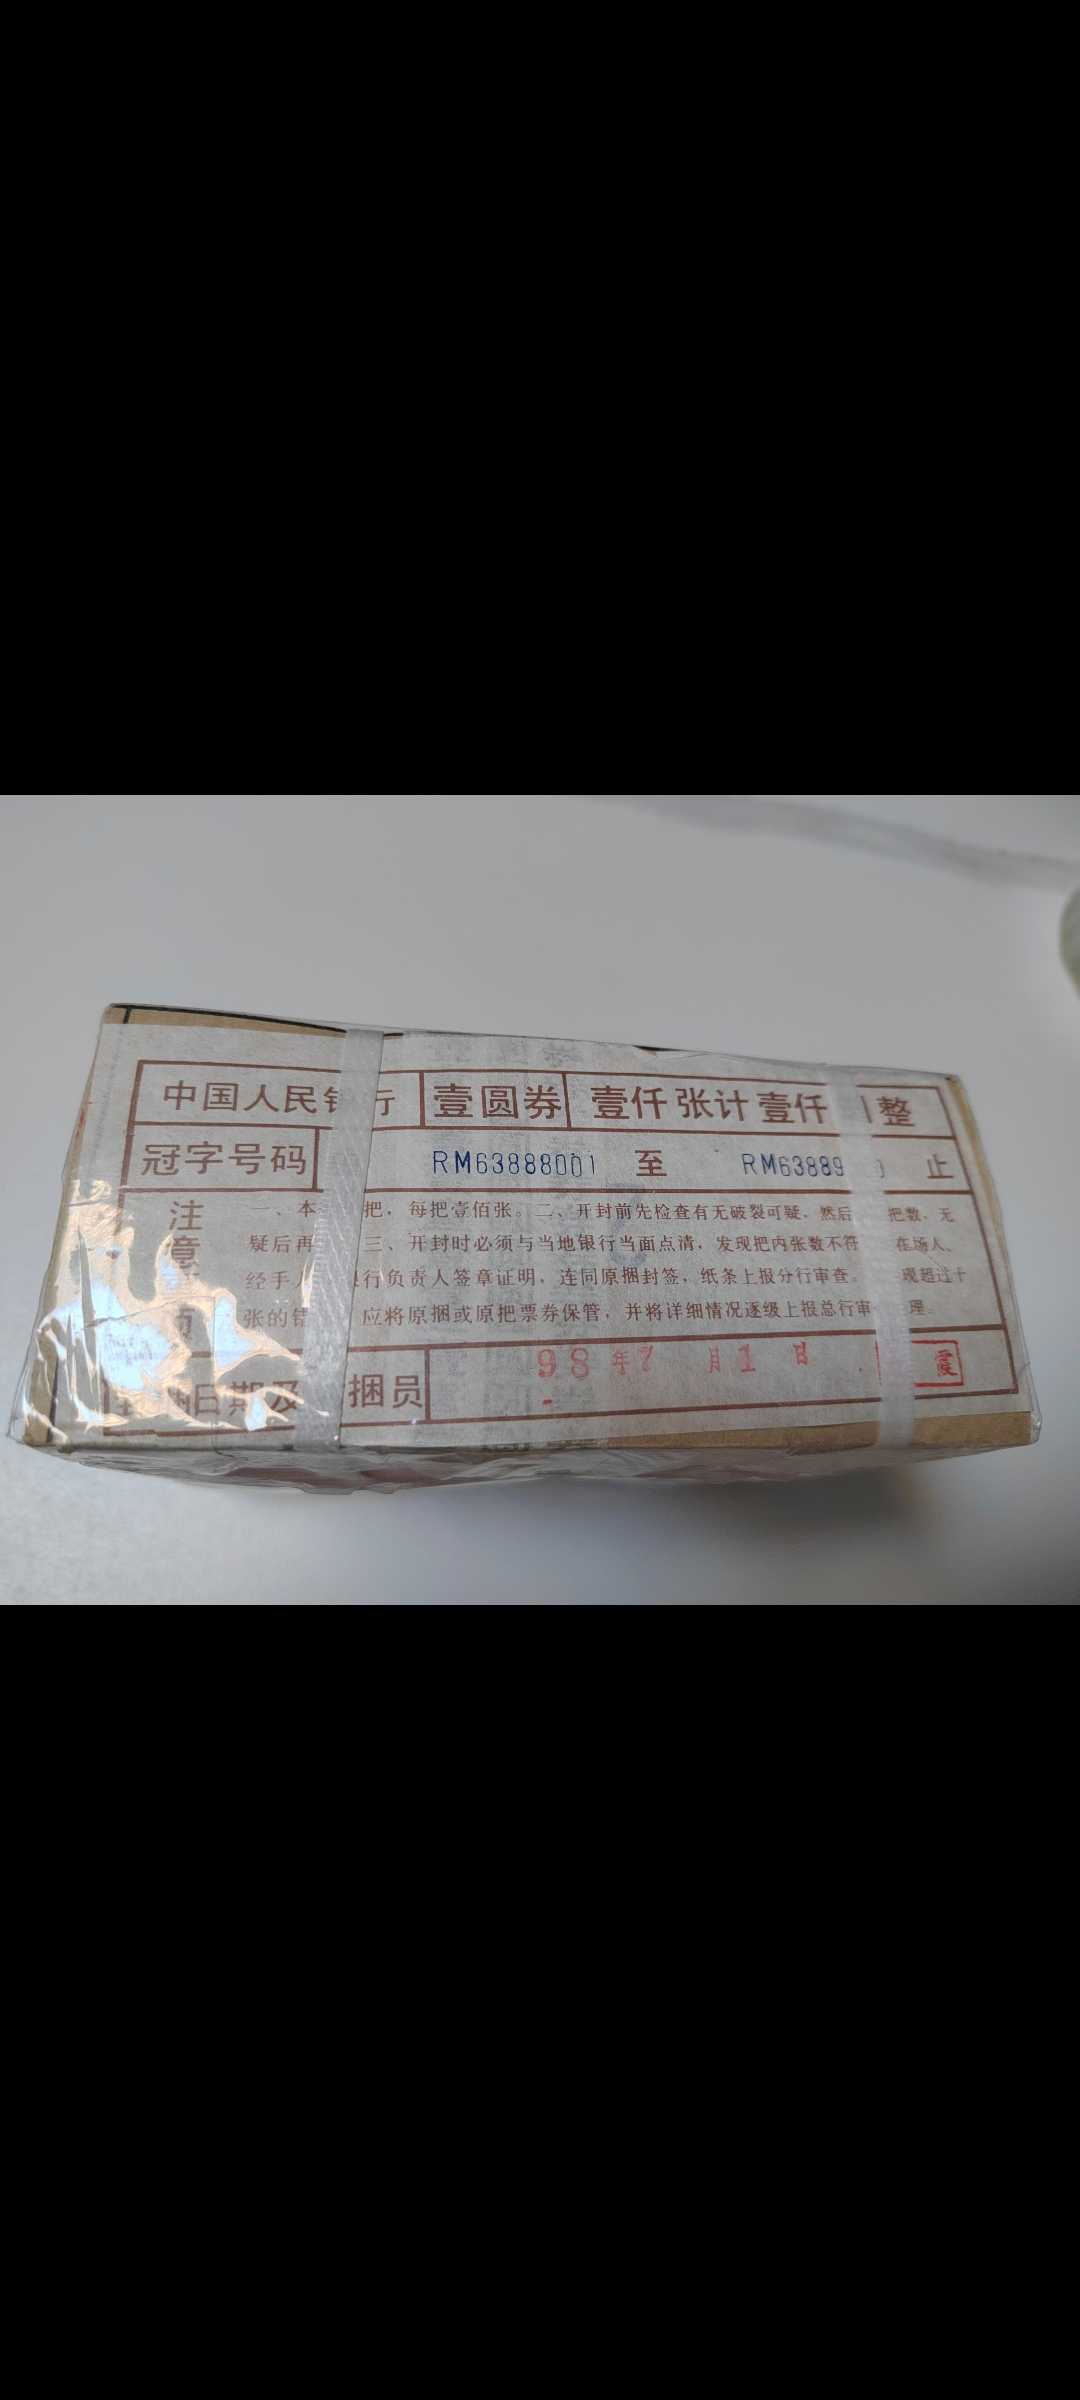 中国人民 行 壹圆券 壹仟张计壹仟 整
冠字号码 RM63888001 至 RM63889 止
注意 一、本 把，每把壹佰张。二、开封前先检查有无破裂可疑，然后 把数，无
疑后再 三、开封时必须与当地银行当面点清，发现把内张数不符 在场人、
经手 行负责人签章证明，连同原捆封签，纸条上报分行审查。 超过十
张的 应将原捆或原把票券保管，并将详细情况逐级上报总行审 理。
日期及 捆员 98年7月1日 霞